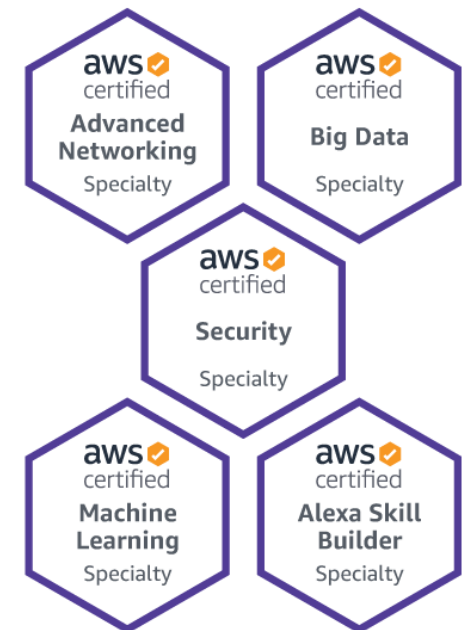 aws
certified
Advanced
Networking
Specialty
aws
certified
Big Data
Specialty
aws
certified
Security
Specialty
aws
certified
Machine
Learning
Specialty
aws
certified
Alexa Skill
Builder
Specialty